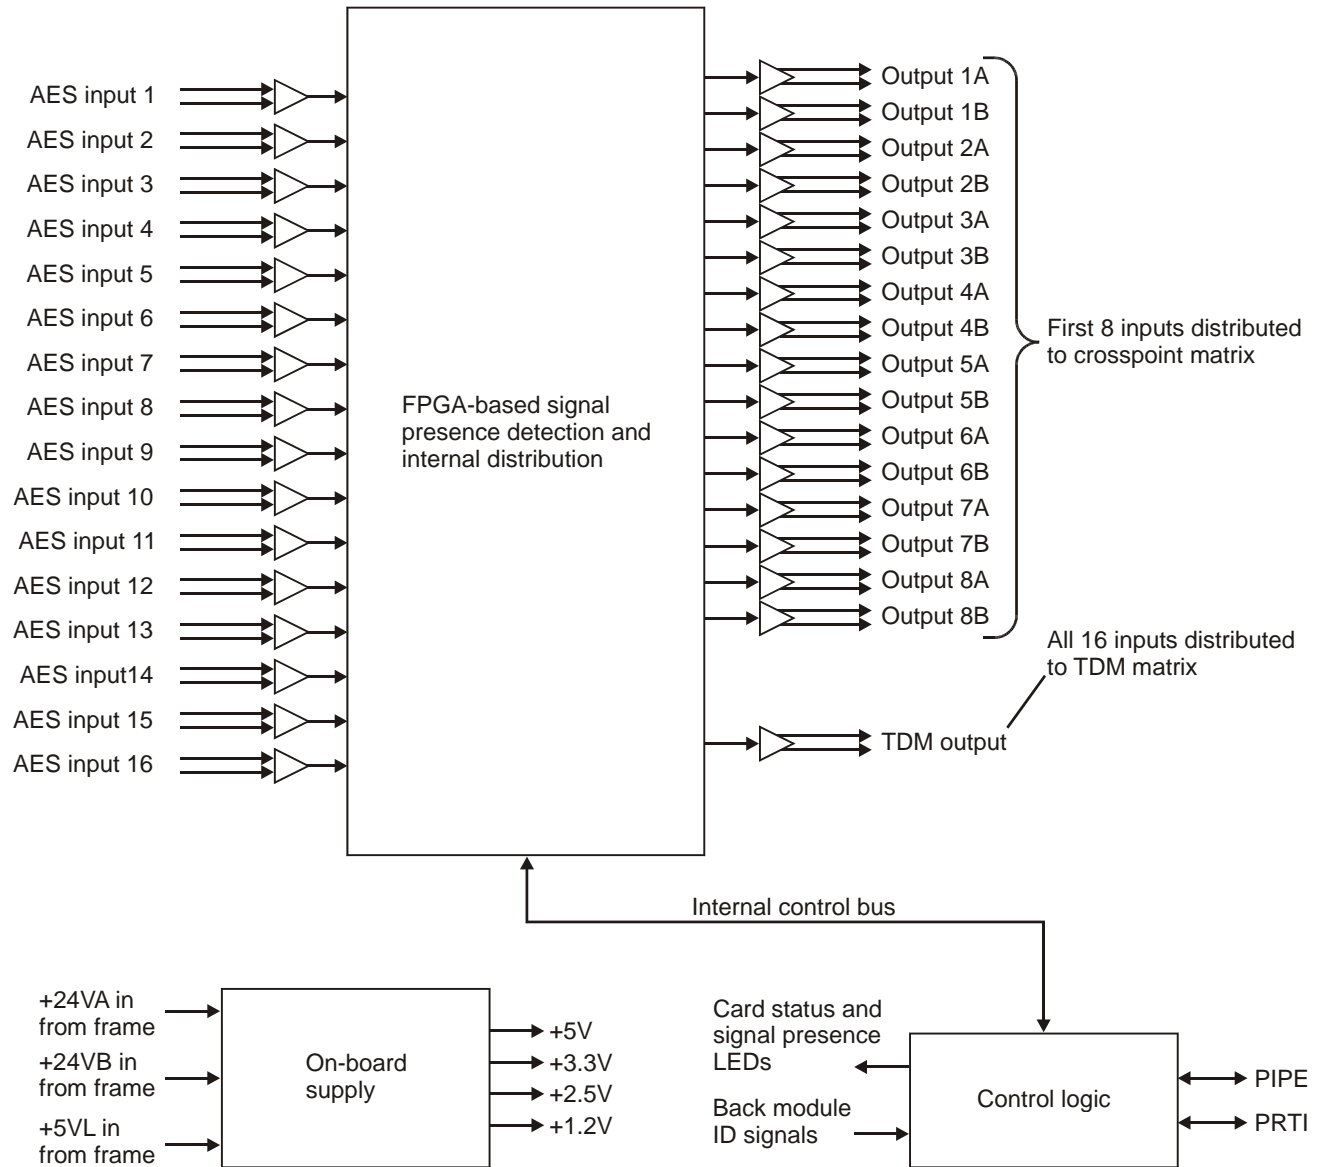 AES input 1
AES input 2
AES input 3
AES input 4
AES input 5
AES input 6
AES input 7
AES input 8
AES input 9
AES input 10
AES input 11
AES input 12
AES input 13
AES input14
AES input 15
AES input 16
FPGA-based signal
presence detection and
internal distribution
Output 1A
Output 1B
Output 2A
Output 2B
Output 3A
Output 3B
Output 4A
Output 4B
Output 5A
Output 5B
Output 6A
Output 6B
Output 7A
Output 7B
Output 8A
Output 8B
First 8 inputs distributed
to crosspoint matrix
All 16 inputs distributed
to TDM matrix
TDM output
Internal control bus
+24VA in
from frame
+24VB in
from frame
+5VL in
from frame
On-board
supply
+5V
+3.3V
+2.5V
+1.2V
Card status and
signal presence
LEDs
Back module
ID signals
Control logic
PIPE
PRTI